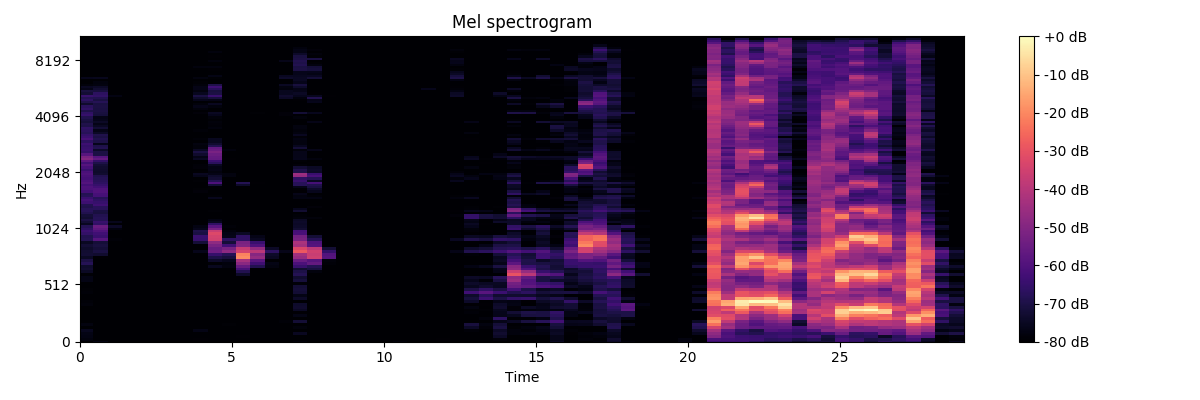 Mel spectrogram
8192
4096
2048
1024
512
0
Hz
0 5 10 15 20 25
Time
+0 dB
-10 dB
-20 dB
-30 dB
-40 dB
-50 dB
-60 dB
-70 dB
-80 dB